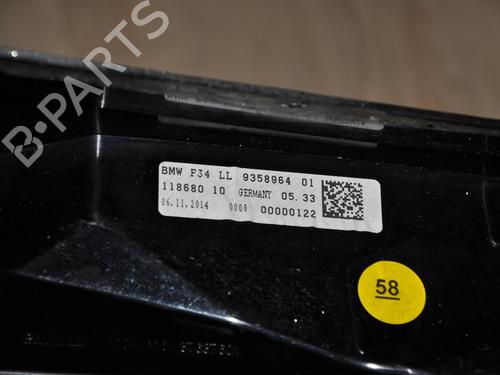 B-PARTS
BMW F34 LL 9358964 01
118680 10 GERMANY 05.33
06.11.2014 0008 00000122
58